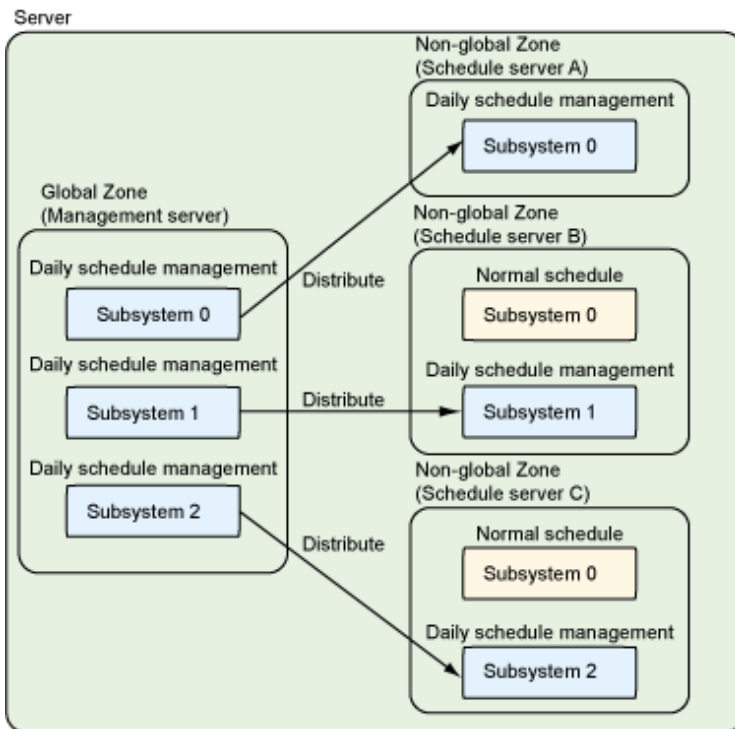 Server
Global Zone
(Management server)
Daily schedule management
Subsystem 0
Daily schedule management
Subsystem 1
Daily schedule management
Subsystem 2
Distribute
Distribute
Distribute
Non-global Zone
(Schedule server A)
Daily schedule management
Subsystem 0
Non-global Zone
(Schedule server B)
Normal schedule
Subsystem 0
Daily schedule management
Subsystem 1
Non-global Zone
(Schedule server C)
Normal schedule
Subsystem 0
Daily schedule management
Subsystem 2